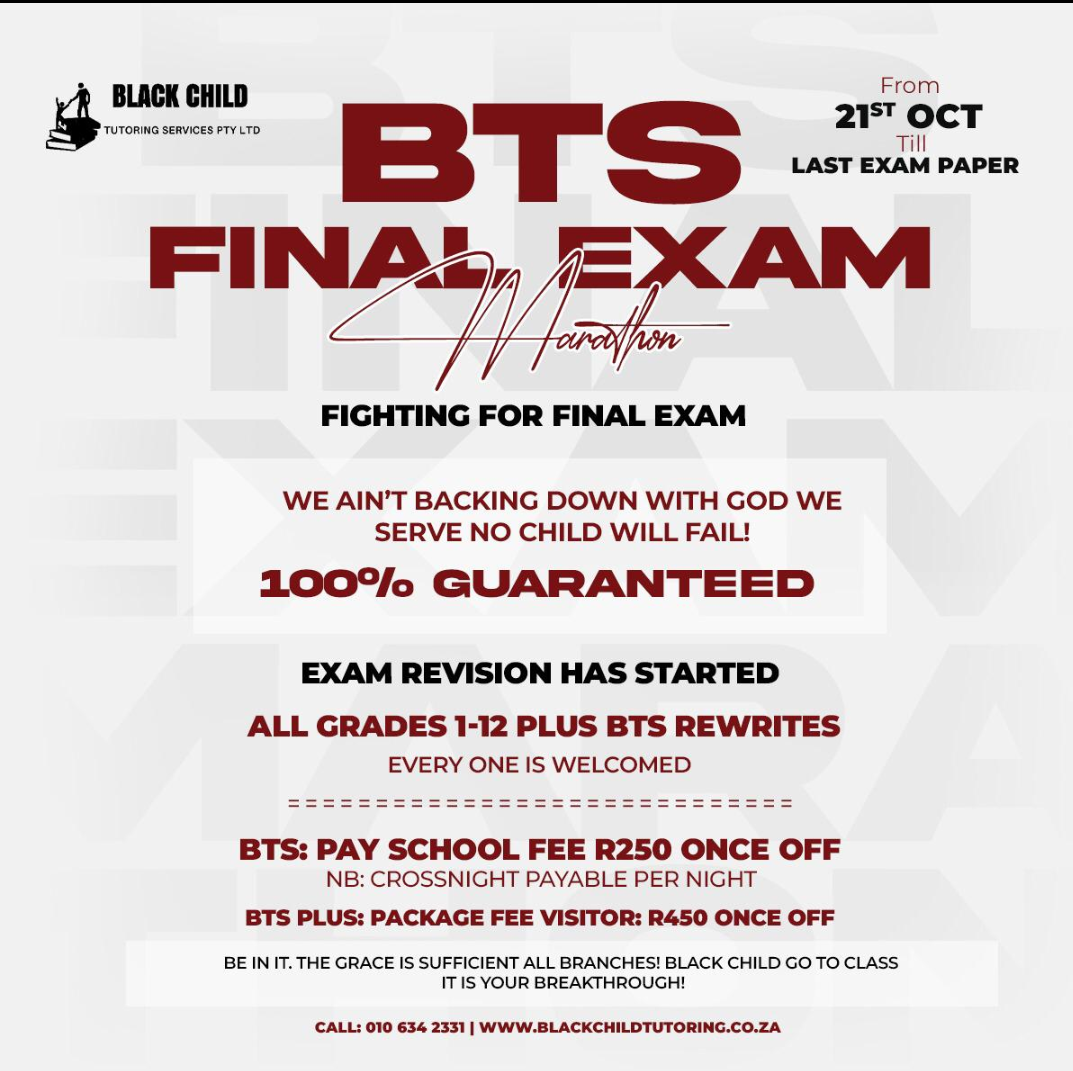 BLACK CHILD
TUTORING SERVICES PTY LTD
From
21ST OCT
Till
LAST EXAM PAPER
BTS
FINAL EXAM
Marathon
FIGHTING FOR FINAL EXAM
WE AIN'T BACKING DOWN WITH GOD WE
SERVE NO CHILD WILL FAIL!
100% GUARANTEED
EXAM REVISION HAS STARTED
ALL GRADES 1-12 PLUS BTS REWRITES
EVERY ONE IS WELCOMED
=============================
BTS: PAY SCHOOL FEE R250 ONCE OFF
NB: CROSSNIGHT PAYABLE PER NIGHT
BTS PLUS: PACKAGE FEE VISITOR: R450 ONCE OFF
BE IN IT. THE GRACE IS SUFFICIENT ALL BRANCHES! BLACK CHILD GO TO CLASS
IT IS YOUR BREAKTHROUGH!
CALL: 010 634 2331 | WWW.BLACKCHILDTUTORING.CO.ZA